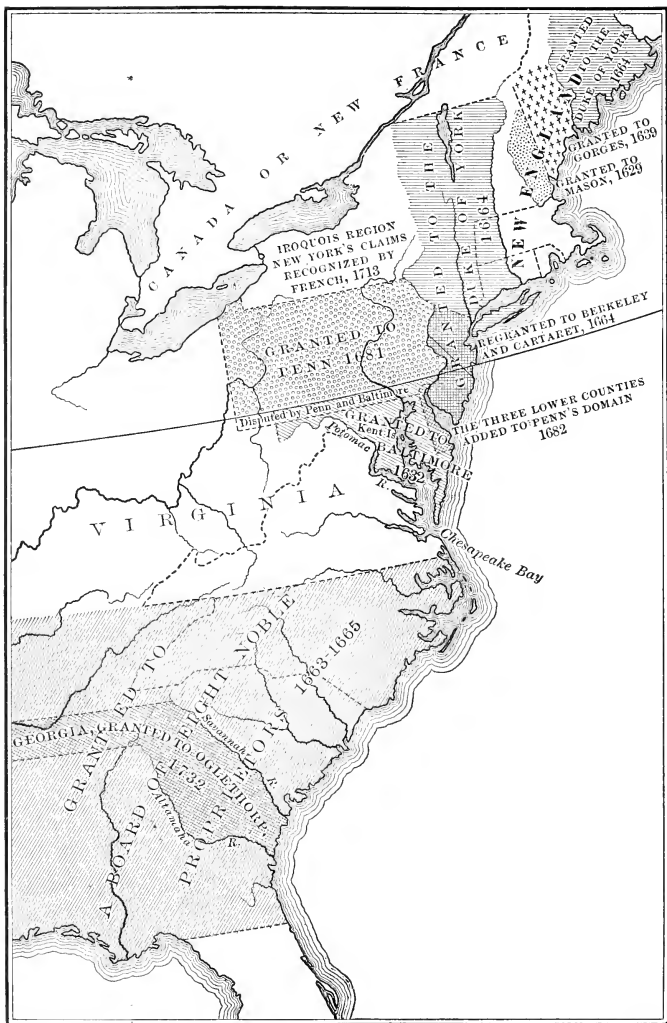 CANADA OR NEW FRANCE
NEW ENGLAND
GRANTED
TO THE
DUKE OF YORK
1664
GRANTED TO
GORGES, 1639
GRANTED TO
MASON, 1629
GRANTED TO THE
DUKE OF YORK
1664
IROQUOIS REGION
NEW YORK'S CLAIMS
RECOGNIZED BY
FRENCH, 1713
REGRANTED TO BERKELEY
AND CARTARET, 1664
GRANTED TO
PENN 1681
Disputed by Penn and Baltimore
THE THREE LOWER COUNTIES
ADDED TO PENN'S DOMAIN
1682
GRANTED TO
Kent Is.
BALTIMORE
1632
Potomac
R.
VIRGINIA
Chesapeake Bay
GRANTED TO
A BOARD OF EIGHT NOBLE
PROPRIETORS
1663-1665
Savannah
R.
GEORGIA, GRANTED TO OGLETHORP,
1732
Altamaha
R.